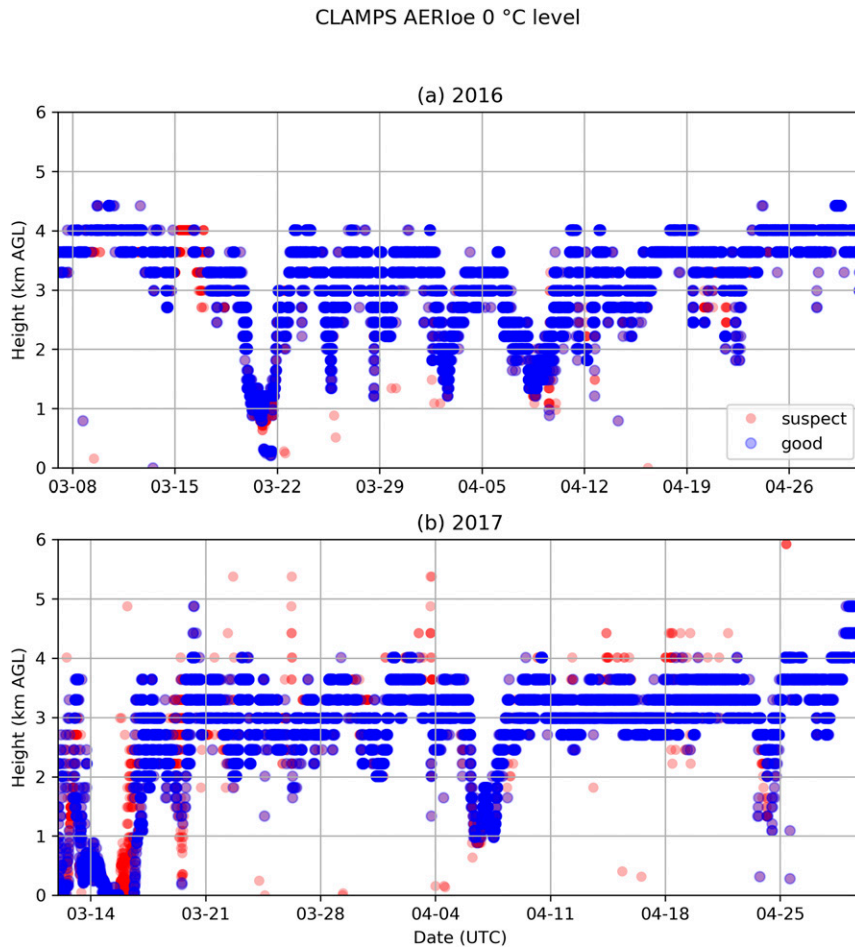 CLAMPS AERIoe 0 °C level
(a) 2016
6
5
4
3
2
1
0
Height (km AGL)
suspect
good
03-08 03-15 03-22 03-29 04-05 04-12 04-19 04-26
(b) 2017
6
5
4
3
2
1
0
Height (km AGL)
03-14 03-21 03-28 04-04 04-11 04-18 04-25
Date (UTC)